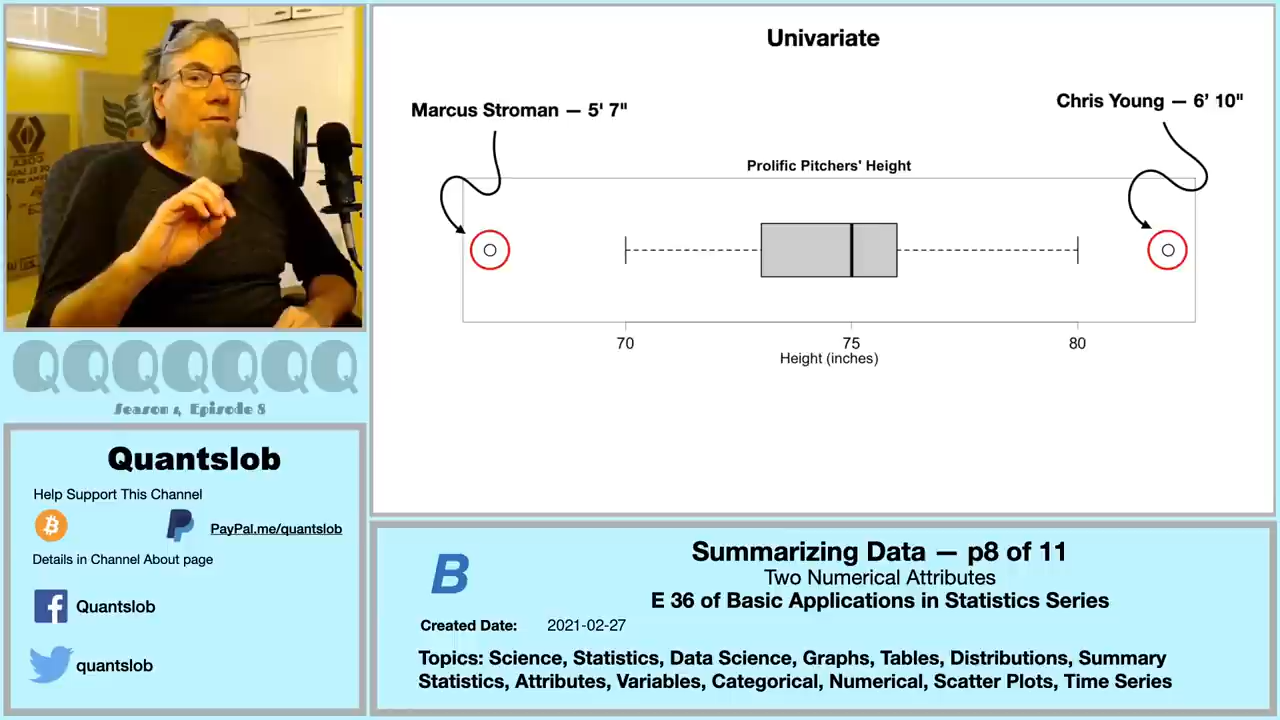 Univariate
Marcus Stroman — 5' 7"
Chris Young — 6’ 10"
Prolific Pitchers' Height
70
75
80
Height (inches)
QQQQQQQ
Season 4, Episode 8
Quantslob
Help Support This Channel
PayPal.me/quantslob
Details in Channel About page
Quantslob
quantslob
B
Summarizing Data — p8 of 11
Two Numerical Attributes
E 36 of Basic Applications in Statistics Series
Created Date: 2021-02-27
Topics: Science, Statistics, Data Science, Graphs, Tables, Distributions, Summary
Statistics, Attributes, Variables, Categorical, Numerical, Scatter Plots, Time Series